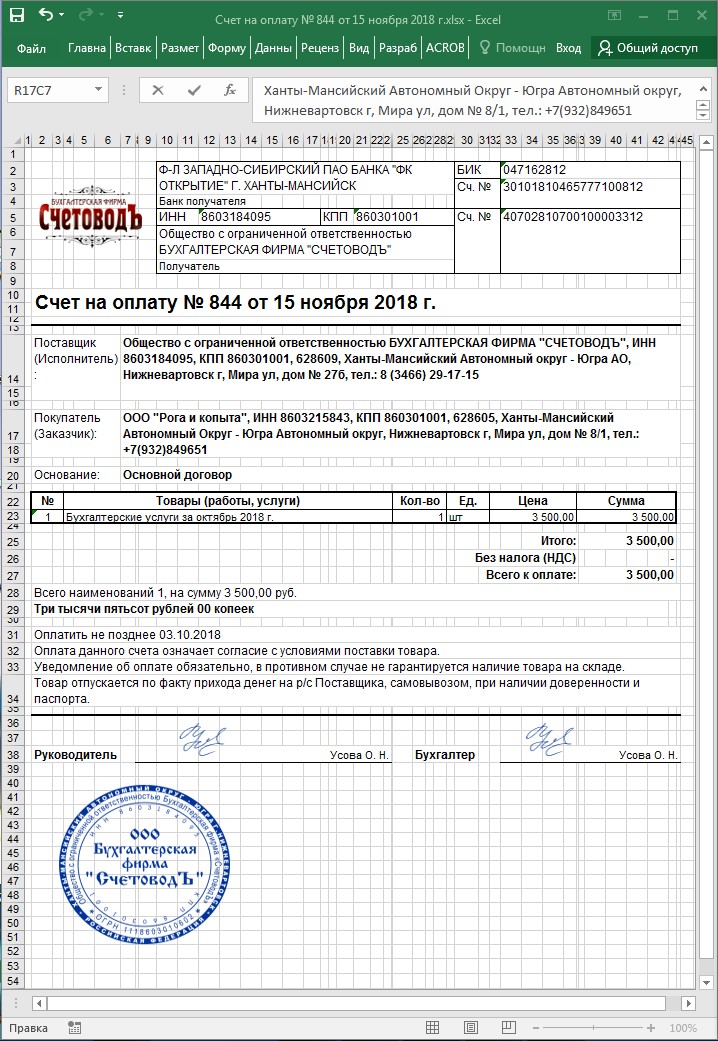 Счет на оплату № 844 от 15 ноября 2018 г.xlsx - Excel
Файл Главна Вставк Размет Форму Данны Реценз Вид Разраб ACROB Помощн Вход Общий доступ
R17C7 fx Ханты-Мансийский Автономный Округ - Югра Автономный округ,
Нижневартовск г, Мира ул, дом № 8/1, тел.: +7(932)849651
БУХГАЛТЕРСКАЯ ФИРМА
СЧЕТОВОДЪ
Ф-Л ЗАПАДНО-СИБИРСКИЙ ПАО БАНКА "ФК БИК 047162812
ОТКРЫТИЕ" Г. ХАНТЫ-МАНСИЙСК Сч. № 30101810465777100812
Банк получателя
ИНН 8603184095 КПП 860301001 Сч. № 40702810700100003312
Общество с ограниченной ответственностью
БУХГАЛТЕРСКАЯ ФИРМА "СЧЕТОВОДЪ"
Получатель
Счет на оплату № 844 от 15 ноября 2018 г.
Поставщик Общество с ограниченной ответственностью БУХГАЛТЕРСКАЯ ФИРМА "СЧЕТОВОДЪ", ИНН
(Исполнитель) 8603184095, КПП 860301001, 628609, Ханты-Мансийский Автономный округ - Югра АО,
: Нижневартовск г, Мира ул, дом № 27б, тел.: 8 (3466) 29-17-15
Покупатель ООО "Рога и копыта", ИНН 8603215843, КПП 860301001, 628605, Ханты-Мансийский
(Заказчик): Автономный Округ - Югра Автономный округ, Нижневартовск г, Мира ул, дом № 8/1, тел.:
+7(932)849651
Основание: Основной договор
№ Товары (работы, услуги) Кол-во Ед. Цена Сумма
1 Бухгалтерские услуги за октябрь 2018 г. 1 шт 3 500,00 3 500,00
Итого: 3 500,00
Без налога (НДС) -
Всего к оплате: 3 500,00
Всего наименований 1, на сумму 3 500,00 руб.
Три тысячи пятьсот рублей 00 копеек
Оплатить не позднее 03.10.2018
Оплата данного счета означает согласие с условиями поставки товара.
Уведомление об оплате обязательно, в противном случае не гарантируется наличие товара на складе.
Товар отпускается по факту прихода денег на р/с Поставщика, самовывозом, при наличии доверенности и
паспорта.
Руководитель Усова О. Н. Бухгалтер Усова О. Н.
ХАНТЫ-МАНСИЙСКИЙ АВТОНОМНЫЙ ОКРУГ - ЮГРА Г.НИЖНЕВАРТОВСК
Общество с ограниченной ответственностью Бухгалтерская фирма «СчетоводЪ»
ИНН 8603184095
ООО
Бухгалтерская
фирма
"СчетоводЪ"
КПП 860301001
ОГРН 1118603010602
РОССИЙСКАЯ ФЕДЕРАЦИЯ
Правка 100%